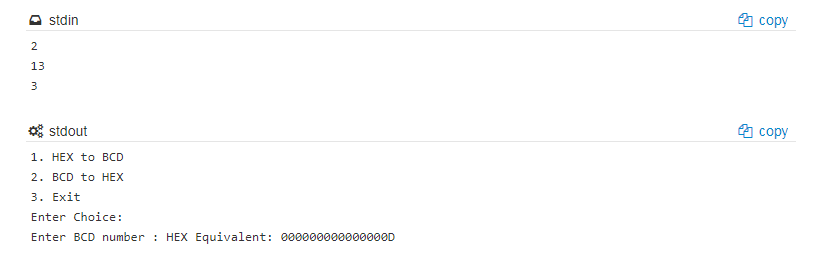 stdin copy
2
13
3
stdout copy
1. HEX to BCD
2. BCD to HEX
3. Exit
Enter Choice:
Enter BCD number : HEX Equivalent: 000000000000000D